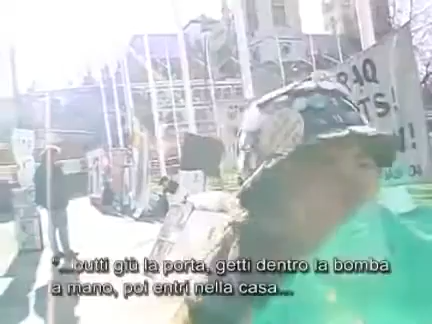 RAQ
TS!
"...butti giù la porta, getti dentro la bomba
a mano, poi entri nella casa...